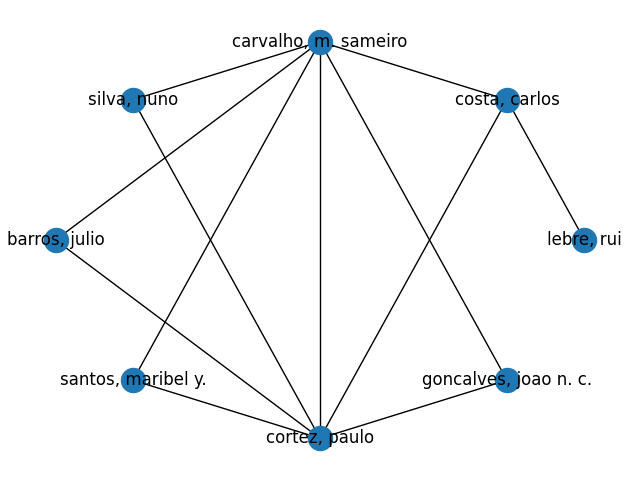 carvalho, m. sameiro
silva, nuno
costa, carlos
barros, julio
lebre, rui
santos, maribel y.
goncalves, joao n. c.
cortez, paulo